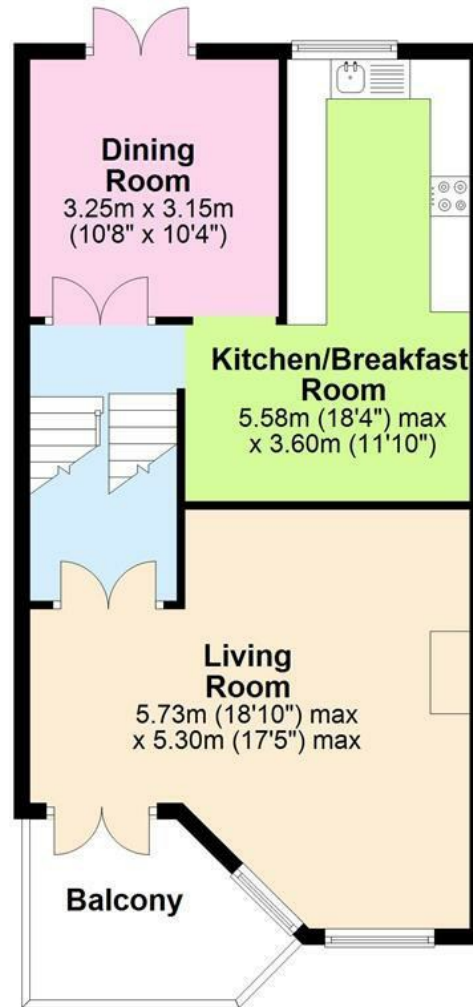 Dining
Room
3.25m x 3.15m
(10'8" x 10'4")
Kitchen/Breakfast
Room
5.58m (18'4") max
x 3.60m (11'10")
Living
Room
5.73m (18'10") max
x 5.30m (17'5") max
Balcony